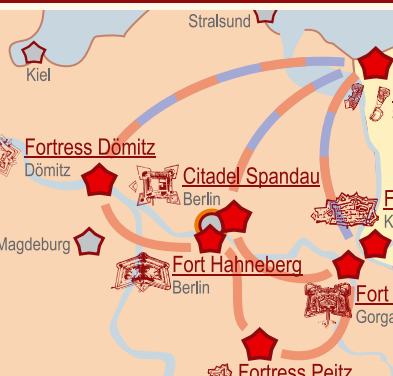 Stralsund
Kiel
Fortress Dömitz
Dömitz
Citadel Spandau
Berlin
Magdeburg
Fort Hahneberg
Berlin
Fort
Gorga
Fortress Peitz